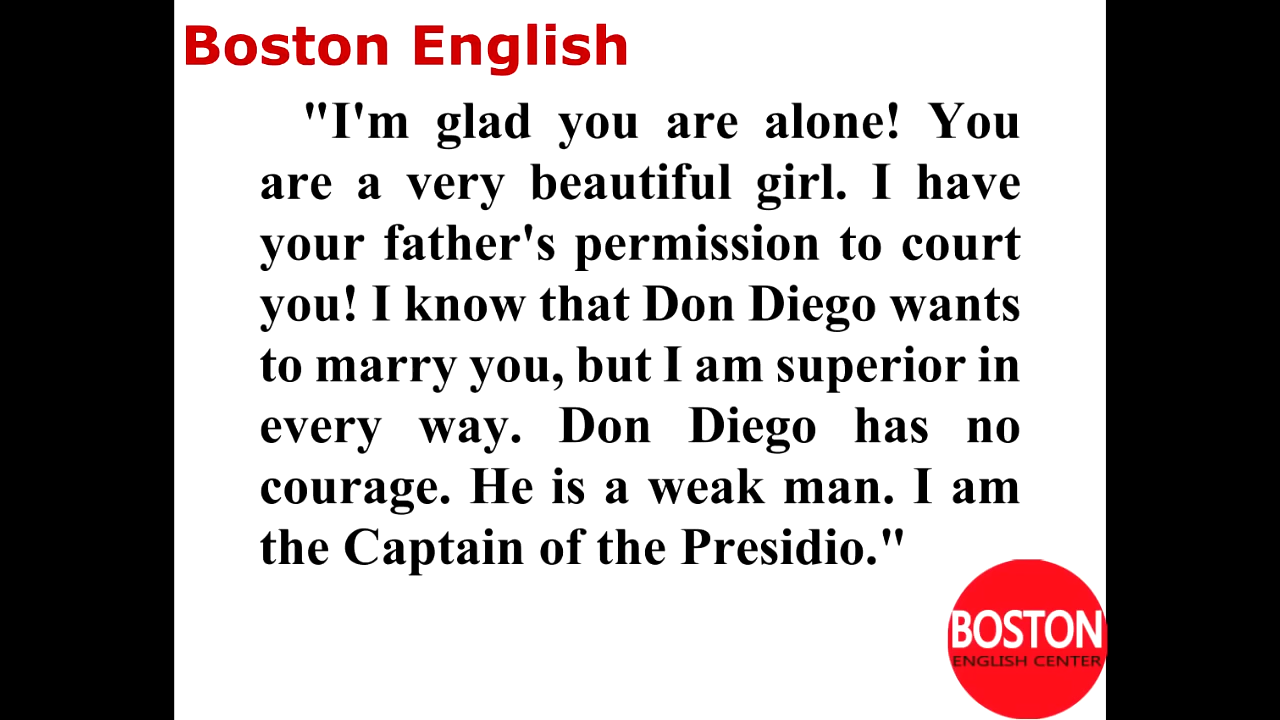 Boston English
"I'm glad you are alone! You
are a very beautiful girl. I have
your father's permission to court
you! I know that Don Diego wants
to marry you, but I am superior in
every way. Don Diego has no
courage. He is a weak man. I am
the Captain of the Presidio."
BOSTON
ENGLISH CENTER